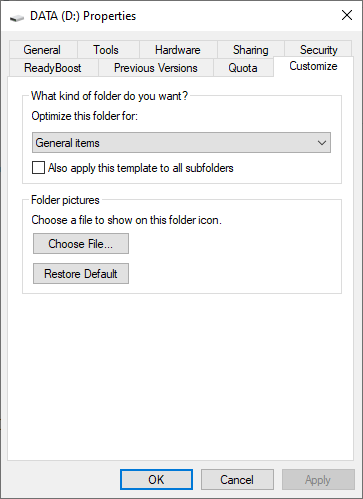 DATA (D:) Properties
General Tools Hardware Sharing Security
ReadyBoost Previous Versions Quota Customize
What kind of folder do you want?
Optimize this folder for:
General items
Also apply this template to all subfolders
Folder pictures
Choose a file to show on this folder icon.
Choose File...
Restore Default
OK Cancel Apply